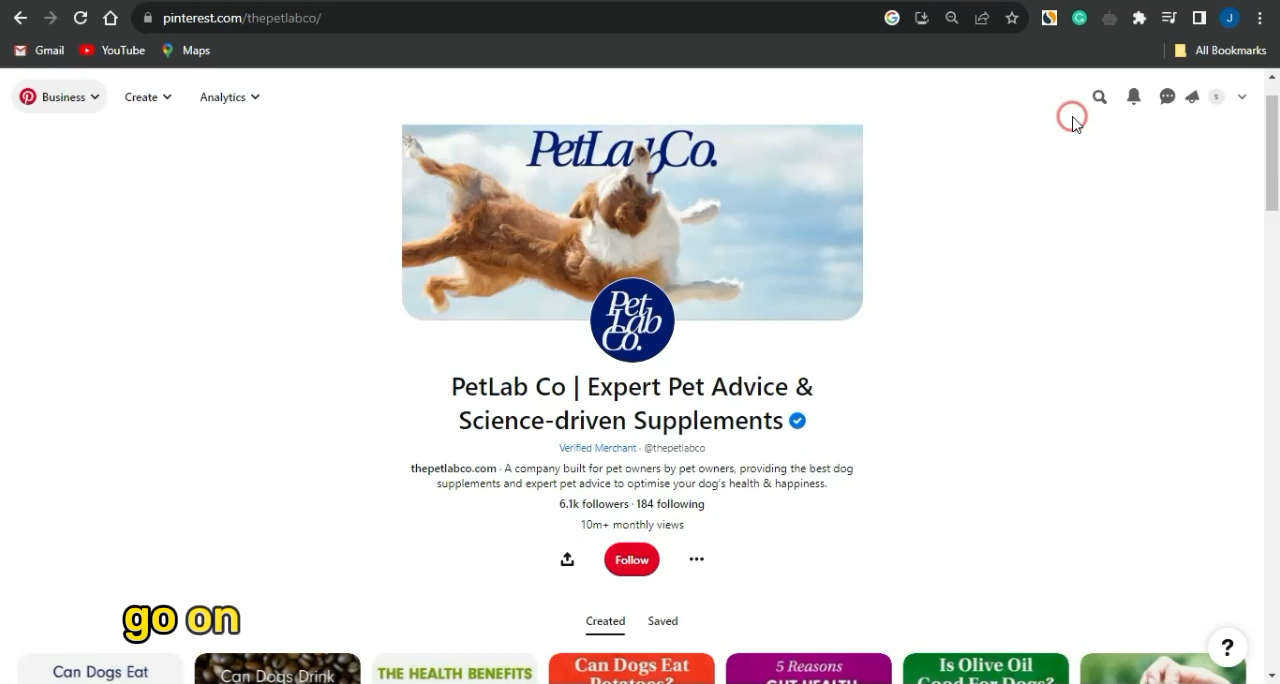 pinterest.com/thepetlabco/
J
Gmail
YouTube
Maps
All Bookmarks
Business
Create
Analytics
s
PetLabCo.
Pet
Lab
Co.
PetLab Co | Expert Pet Advice &
Science-driven Supplements
Verified Merchant · @thepetlabco
thepetlabco.com · A company built for pet owners by pet owners, providing the best dog
supplements and expert pet advice to optimise your dog's health & happiness.
6.1k followers · 184 following
10m+ monthly views
Follow
go on
Created
Saved
?
Can Dogs Eat
Can Dogs Drink
THE HEALTH BENEFITS
Can Dogs Eat
Potatoes?
5 Reasons
GUT HEALTH
Is Olive Oil
Good For Dogs?